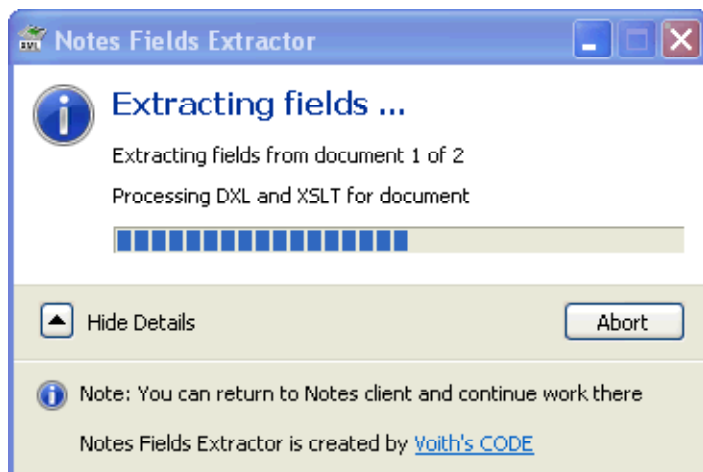 Notes Fields Extractor
Extracting fields ...
Extracting fields from document 1 of 2
Processing DXL and XSLT for document
Hide Details
Abort
Note: You can return to Notes client and continue work there
Notes Fields Extractor is created by Voith's CODE